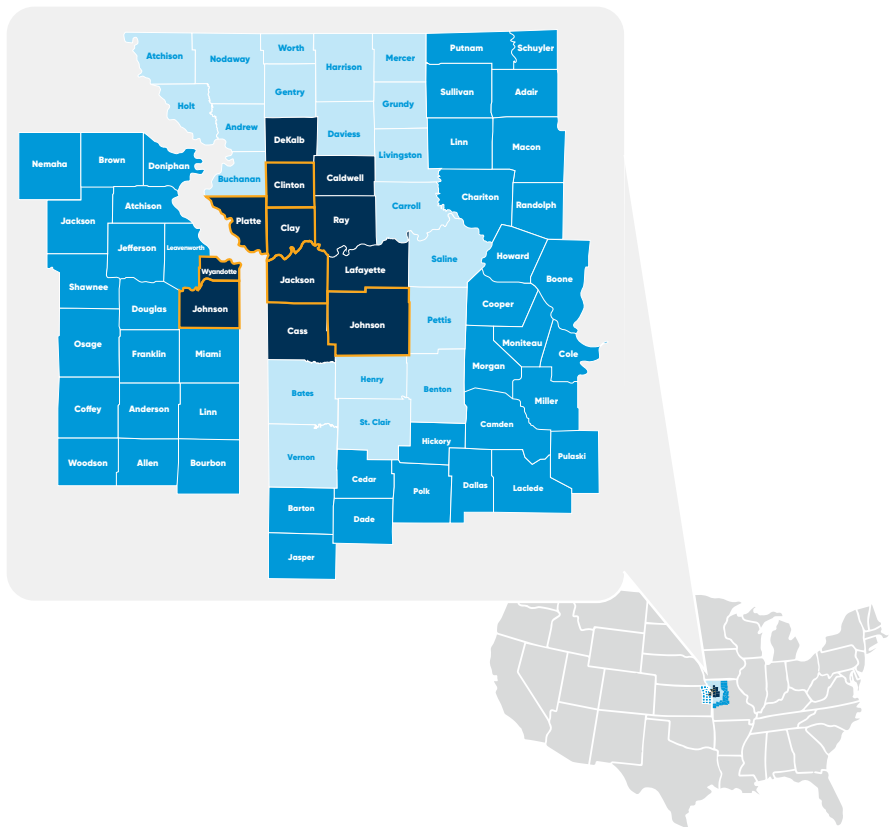 Putnam
Schuyler
Worth
Atchison
Nodaway
Harrison
Mercer
Gentry
Sullivan
Adair
Holt
Grundy
Andrew
DeKalb
Daviess
Linn
Macon
Livingston
Nemaha
Brown
Doniphan
Buchanan
Clinton
Caldwell
Chariton
Randolph
Atchison
Carroll
Jackson
Platte
Clay
Ray
Jefferson
Leavenworth
Howard
Saline
Wyandotte
Lafayette
Boone
Jackson
Shawnee
Douglas
Johnson
Cooper
Pettis
Johnson
Cass
Osage
Moniteau
Franklin
Miami
Cole
Morgan
Henry
Benton
Bates
Miller
Coffey
Anderson
Linn
St. Clair
Camden
Hickory
Vernon
Pulaski
Woodson
Allen
Bourbon
Cedar
Dallas
Laclede
Polk
Barton
Dade
Jasper